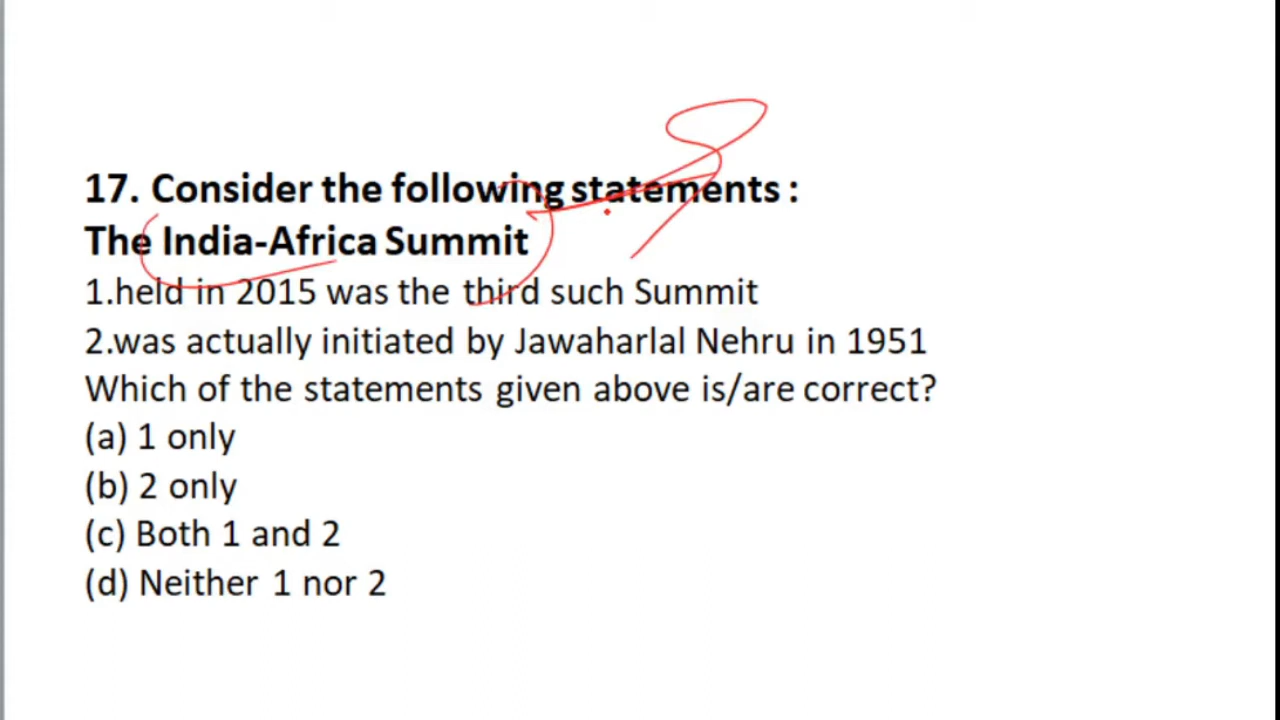 17. Consider the following statements :
The India-Africa Summit
1.held in 2015 was the third such Summit
2.was actually initiated by Jawaharlal Nehru in 1951
Which of the statements given above is/are correct?
(a) 1 only
(b) 2 only
(c) Both 1 and 2
(d) Neither 1 nor 2